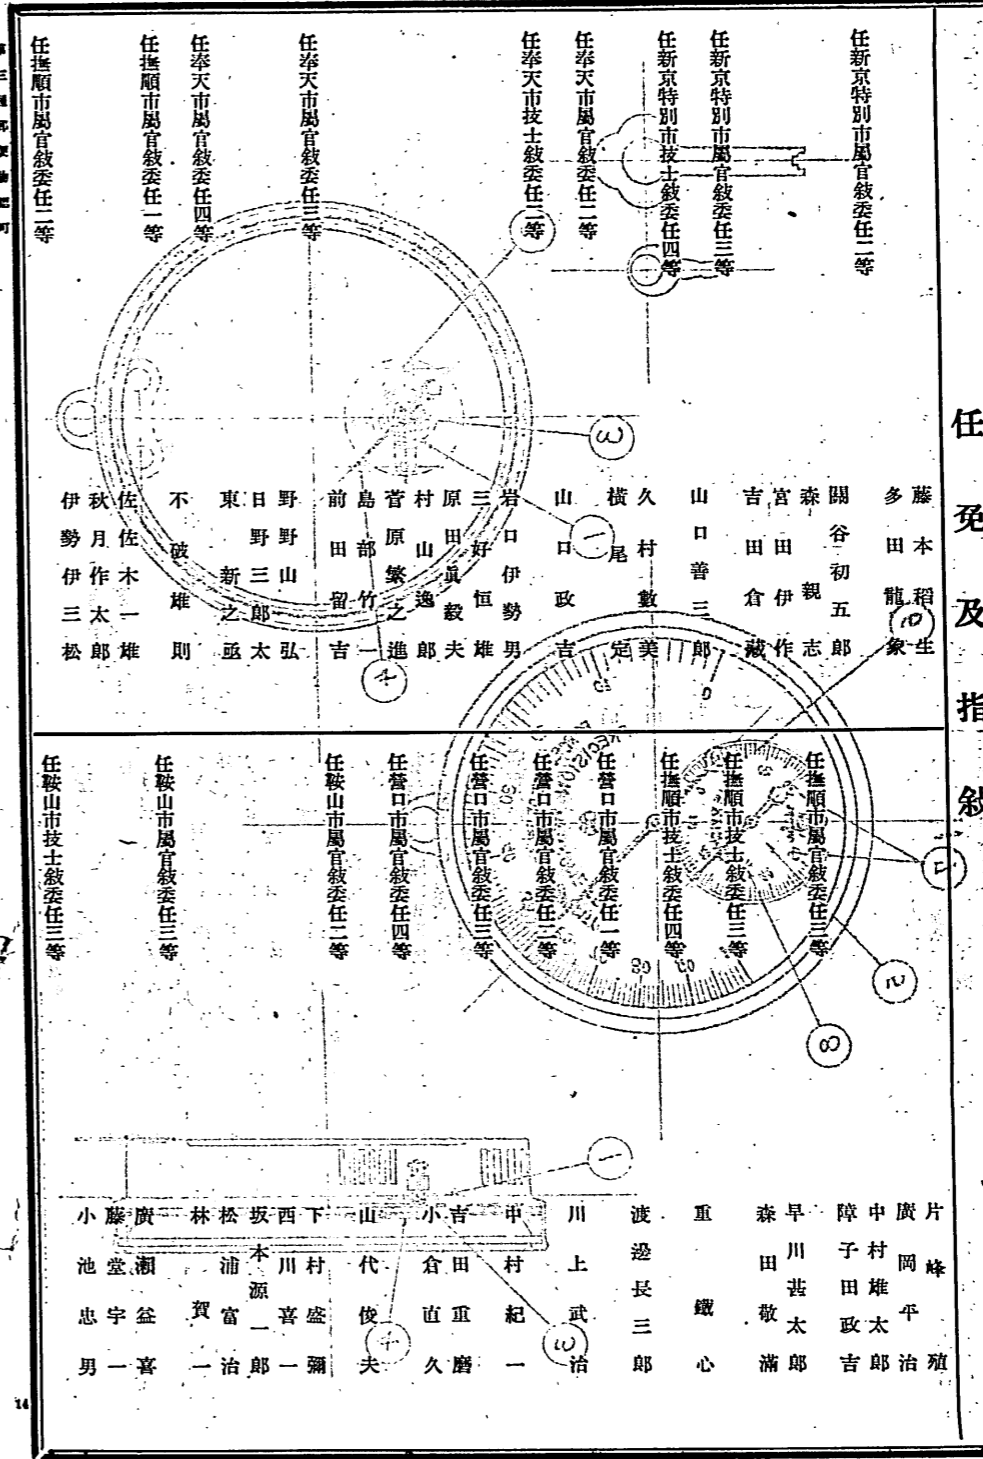 任免及指敍
藤本稻生
多田龍象
任新京特別市屬官敍委任二等
關谷初五郎
森親志
宮田伊作
吉田倉藏
任新京特別市屬官敍委任三等
山口善三郎
任新京特別市技士敍委任四等
久村數美
横尾定
任奉天市屬官敍委任二等
山口政吉
任奉天市技士敍委任三等
岩口伊勢男
三好恒雄
原田眞毅夫
村山逸郎
菅原繁之進
島部竹一
前田留吉
任奉天市屬官敍委任三等
野野山弘
日野三郎太
東新之亟
任奉天市屬官敍委任四等
不破雄則
任撫順市屬官敍委任一等
佐佐木一雄
秋月作太郎
伊勢伊三松
任撫順市屬官敍委任二等
片峰殖
廣岡平治
中村雄太郎
障子田政吉
任撫順市屬官敍委任三等
早川甚太郎
森田敬滿
任撫順市技士敍委任三等
重鐵心
任撫順市技士敍委任四等
渡邊長三郎
任營口市屬官敍委任一等
川上武治
任營口市屬官敍委任二等
中村紀一
任營口市屬官敍委任三等
吉田重磨
小倉直久
任營口市屬官敍委任四等
山代俊夫
任鞍山市屬官敍委任二等
下村盛彌
西川喜一
坂本源一郎
松浦富治
林賀一
任鞍山市屬官敍委任三等
廣瀬益喜
藤堂宇一
小池忠男
任鞍山市技士敍委任三等
14
3
1
4
10
8
1
3
4